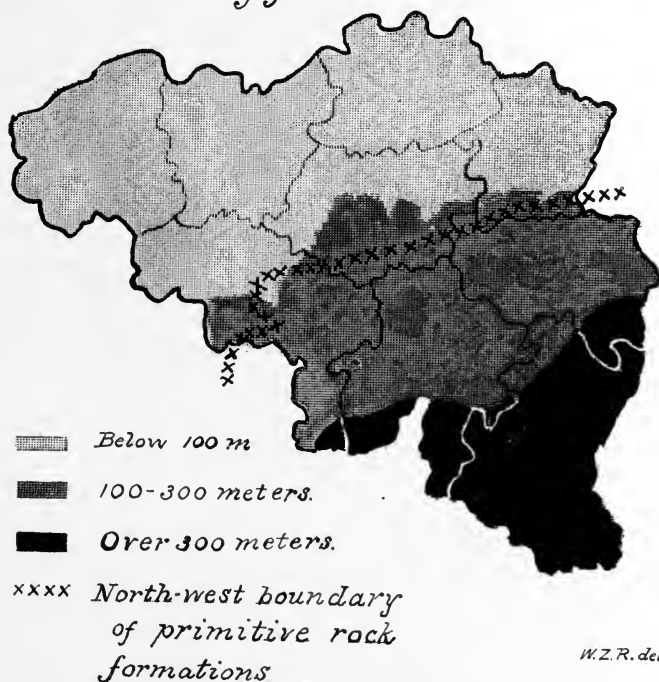 Below 100 m
100-300 meters.
Over 300 meters.
xxxx North-west boundary
of primitive rock
formations
W.Z.R. del